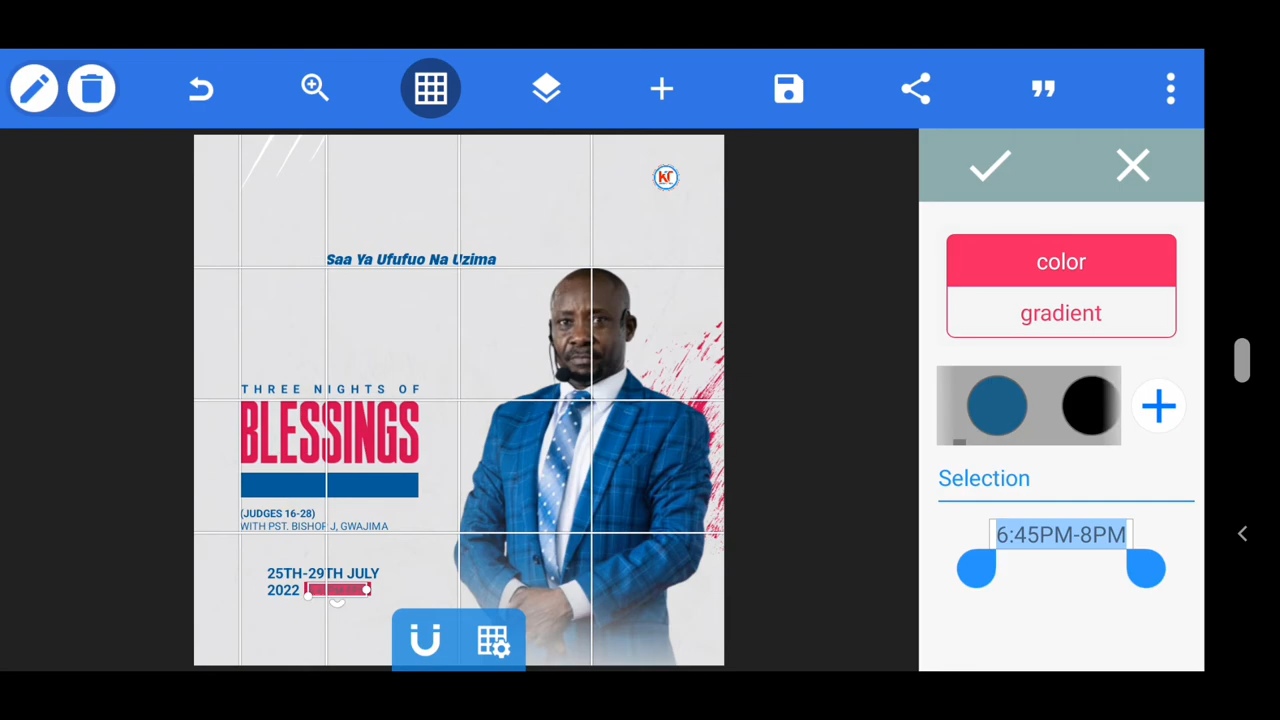 KC
Saa Ya Ufufuo Na Uzima
THREE NIGHTS OF
BLESSINGS
(JUDGES 16-28)
WITH PST. BISHOP J, GWAJIMA
25TH-29TH JULY
2022
color
gradient
Selection
6:45PM-8PM